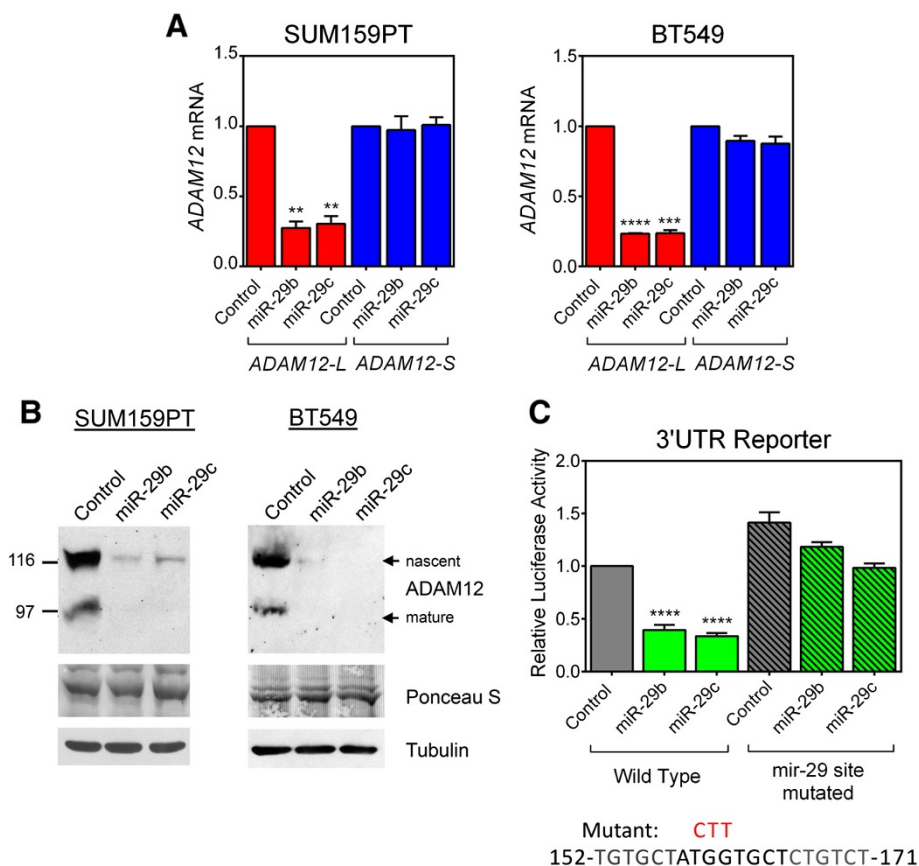 A
SUM159PT
BT549
ADAM12 mRNA
1.5
1.0
0.5
0.0
**
**
Control
miR-29b
miR-29c
Control
miR-29b
miR-29c
ADAM12-L
ADAM12-S
ADAM12 mRNA
1.5
1.0
0.5
0.0
****
***
Control
miR-29b
miR-29c
Control
miR-29b
miR-29c
ADAM12-L
ADAM12-S
B
SUM159PT
BT549
Control
miR-29b
miR-29c
Control
miR-29b
miR-29c
116
97
nascent
ADAM12
mature
Ponceau S
Tubulin
C
3'UTR Reporter
Relative Luciferase Activity
2.0
1.5
1.0
0.5
0.0
****
****
Control
miR-29b
miR-29c
Control
miR-29b
miR-29c
Wild Type
mir-29 site
mutated
Mutant: CTT
152-TGTGCTATGGTGCTCTGTCT-171